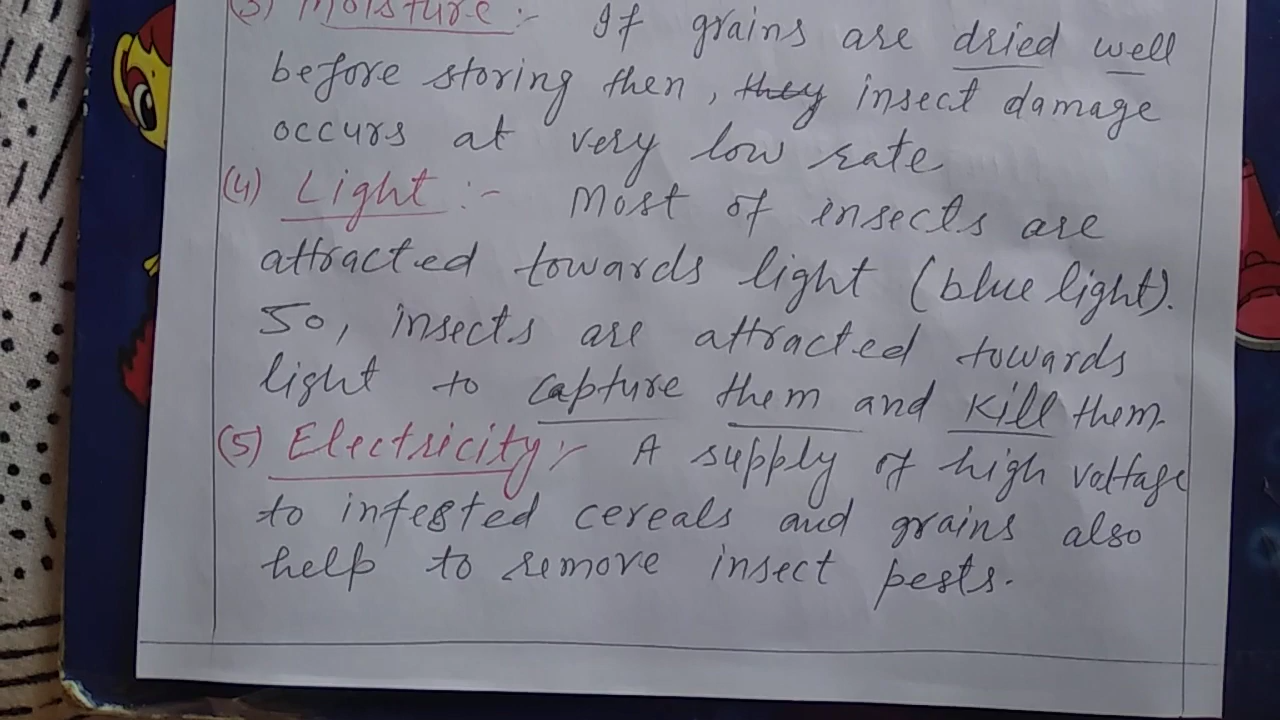 (3) Moisture :- If grains are dried well
before storing then, they insect damage
occurs at very low rate
(4) Light :- Most of insects are
attracted towards light (blue light).
So, insects are attracted towards
light to capture them and kill them.
(5) Electricity :- A supply of high voltage
to infested cereals and grains also
help to remove insect pests.